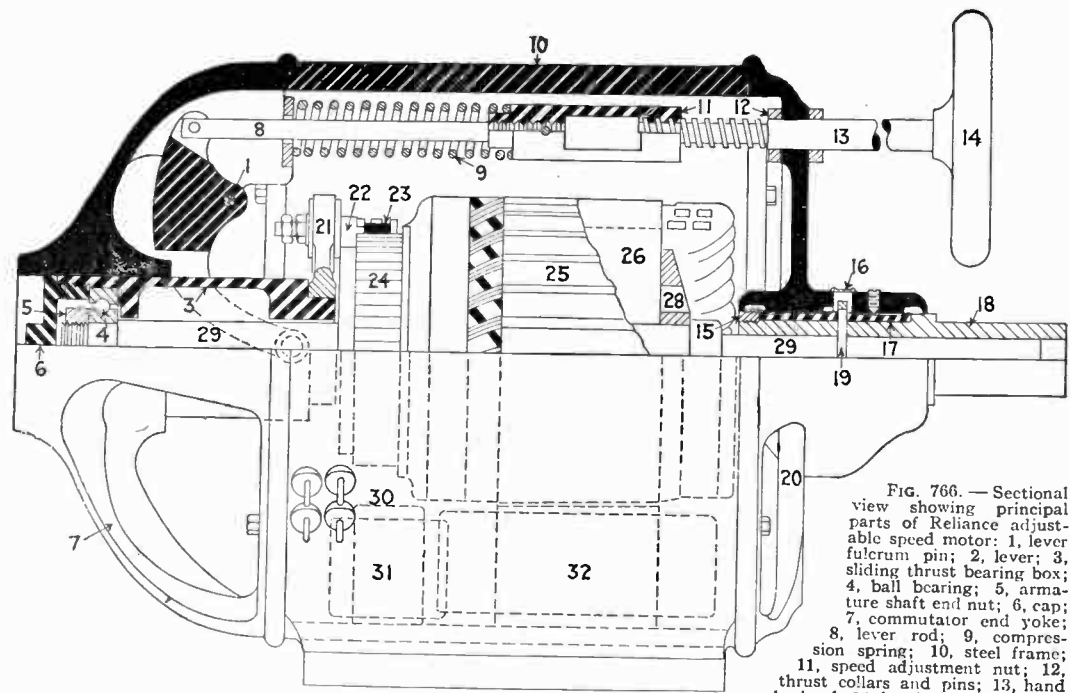 10
11
12
8
13
14
1
9
21
22
23
24
25
26
28
16
18
5
3
4
29
15
29
17
6
19
20
30
7
31
32
FIG. 766. — Sectional
view showing principal
parts of Reliance adjust-
able speed motor: 1, lever
fulcrum pin; 2, lever; 3,
sliding thrust bearing box;
4, ball bearing; 5, arma-
ture shaft end nut; 6, cap;
7, commutator end yoke;
8, lever rod; 9, compres-
sion spring; 10, steel frame;
11, speed adjustment nut; 12,
thrust collars and pins; 13, hand